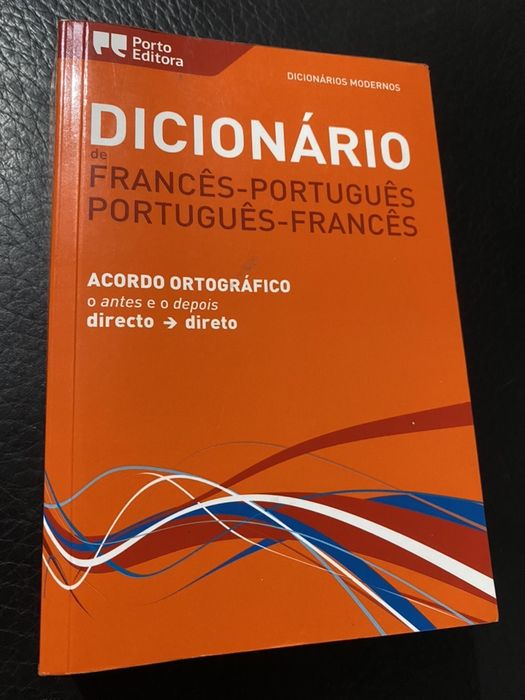 Porto
Editora
DICIONÁRIOS MODERNOS
DICIONÁRIO
de
FRANCÊS-PORTUGUÊS
PORTUGUÊS-FRANCÊS
ACORDO ORTOGRÁFICO
o antes e o depois
directo → direto